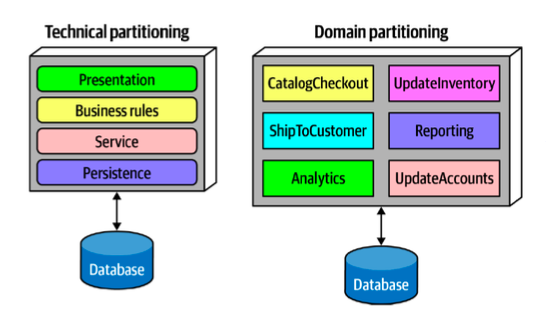 Technical partitioning
Presentation
Business rules
Service
Persistence
Database
Domain partitioning
CatalogCheckout
UpdateInventory
ShipToCustomer
Reporting
Analytics
UpdateAccounts
Database